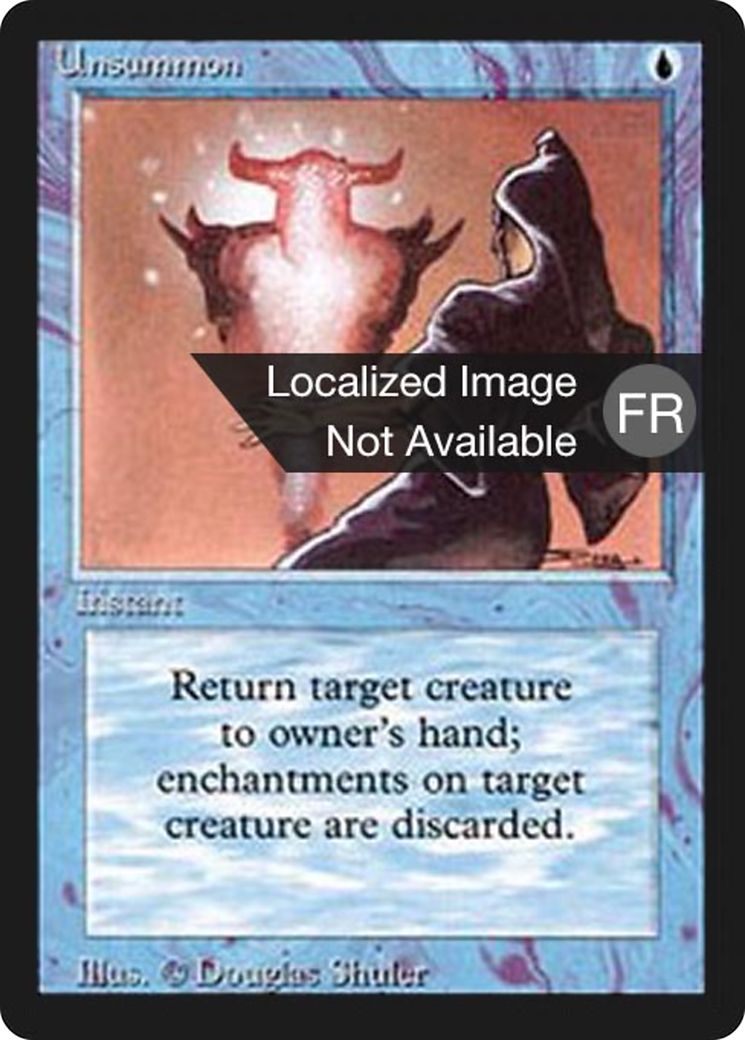 Unsummon
Localized Image
Not Available
FR
Instant
Return target creature
to owner's hand;
enchantments on target
creature are discarded.
Illus. © Douglas Shuler